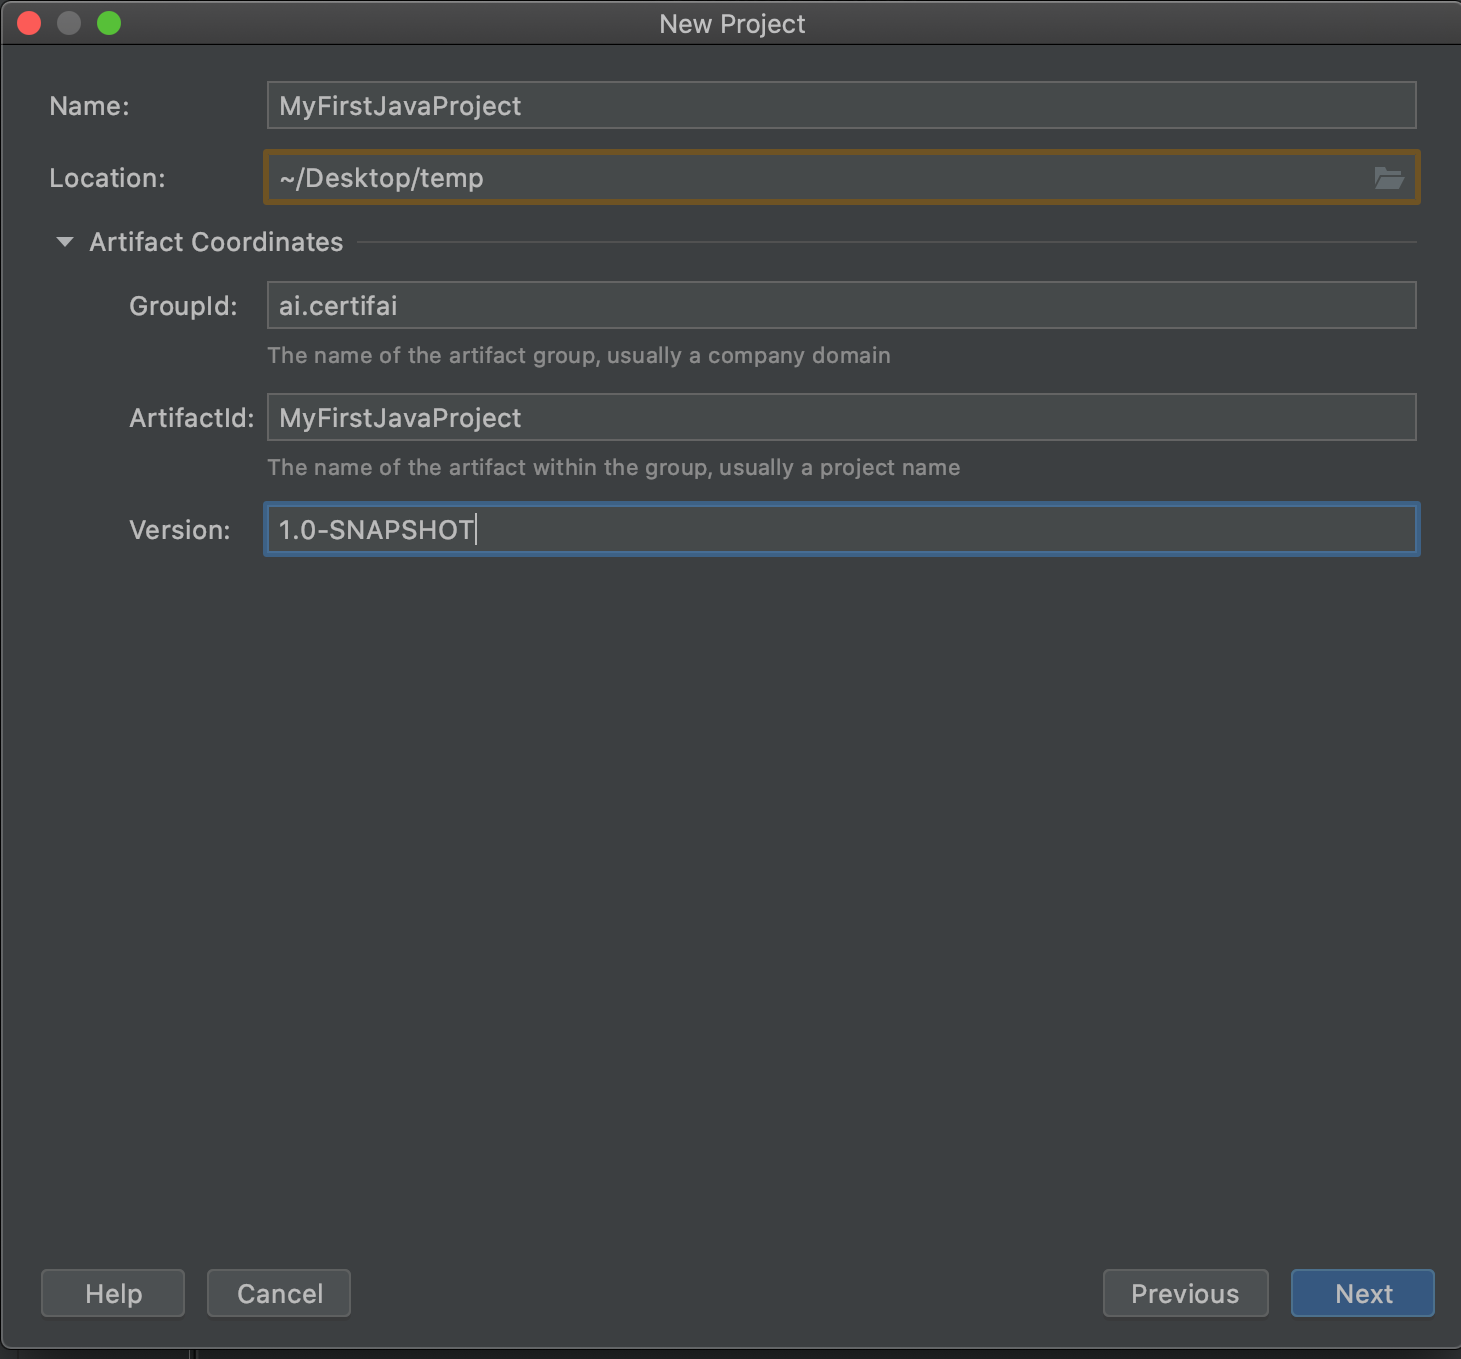 New Project
Name: MyFirstJavaProject
Location: ~/Desktop/temp
Artifact Coordinates
GroupId: ai.certifai
The name of the artifact group, usually a company domain
ArtifactId: MyFirstJavaProject
The name of the artifact within the group, usually a project name
Version: 1.0-SNAPSHOT
Help Cancel Previous Next